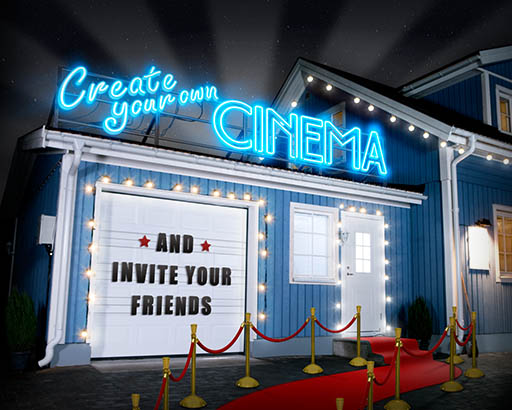 Create your own
CINEMA
AND
INVITE YOUR
FRIENDS